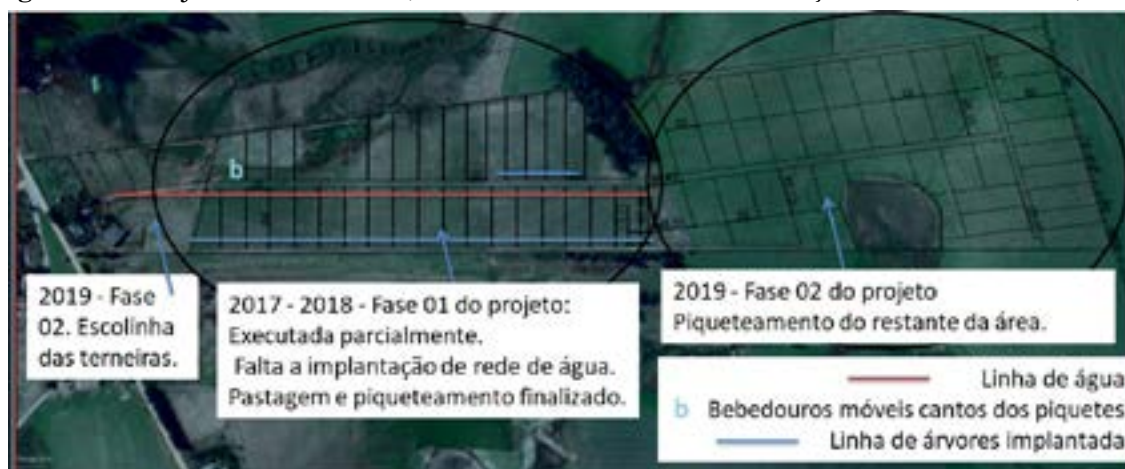 b
2019 - Fase
02. Escolinha
das terneiras.
2017 - 2018 - Fase 01 do projeto:
Executada parcialmente.
Falta a implantação de rede de água.
Pastagem e piqueteamento finalizado.
2019 - Fase 02 do projeto
Piqueteamento do restante da área.
Linha de água
b Bebedouros móveis cantos dos piquetes
Linha de árvores implantada